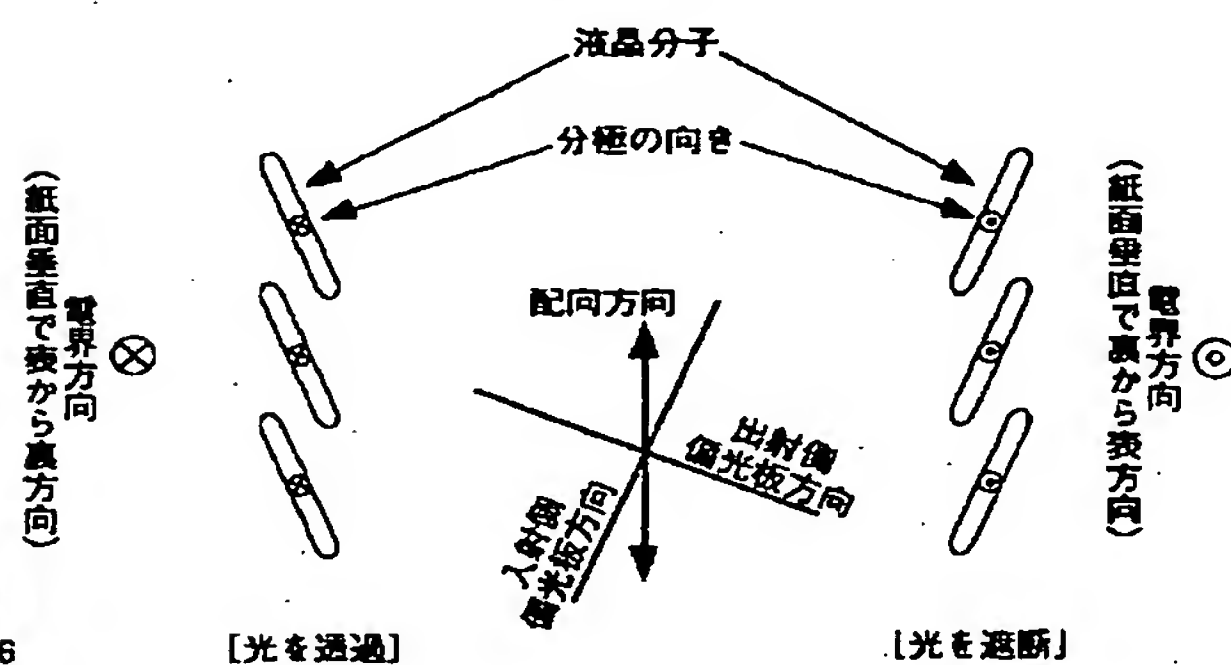 液晶分子
分極の向き
電界方向
(紙面垂直で表から裏方向)
配向方向
出射側
偏光板方向
入射側
偏光板方向
電界方向
(紙面垂直で裏から表方向)
6
[光を透過]
[光を遮断」